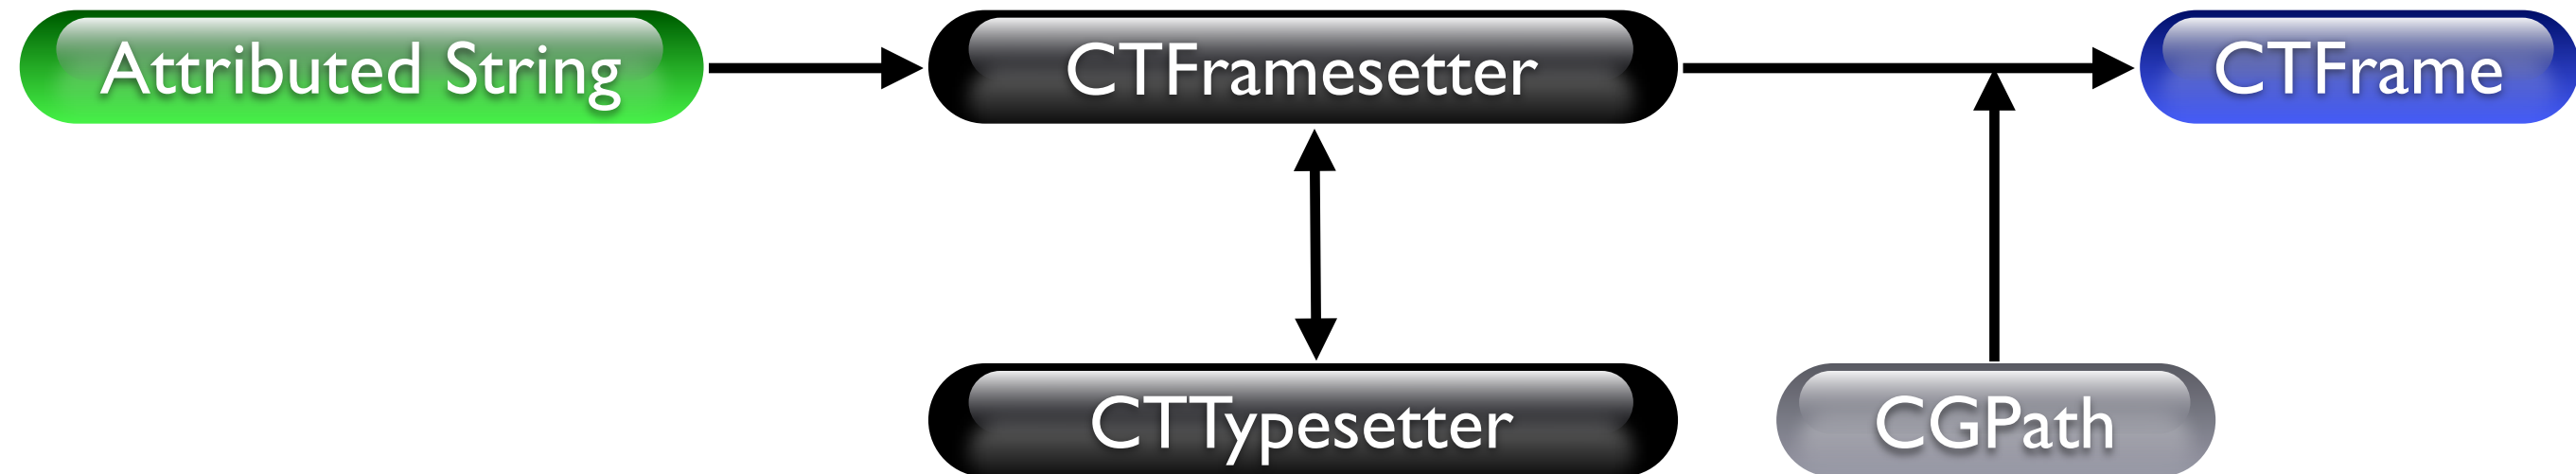 Attributed String
CTFramesetter
CTFrame
CTTypesetter
CGPath